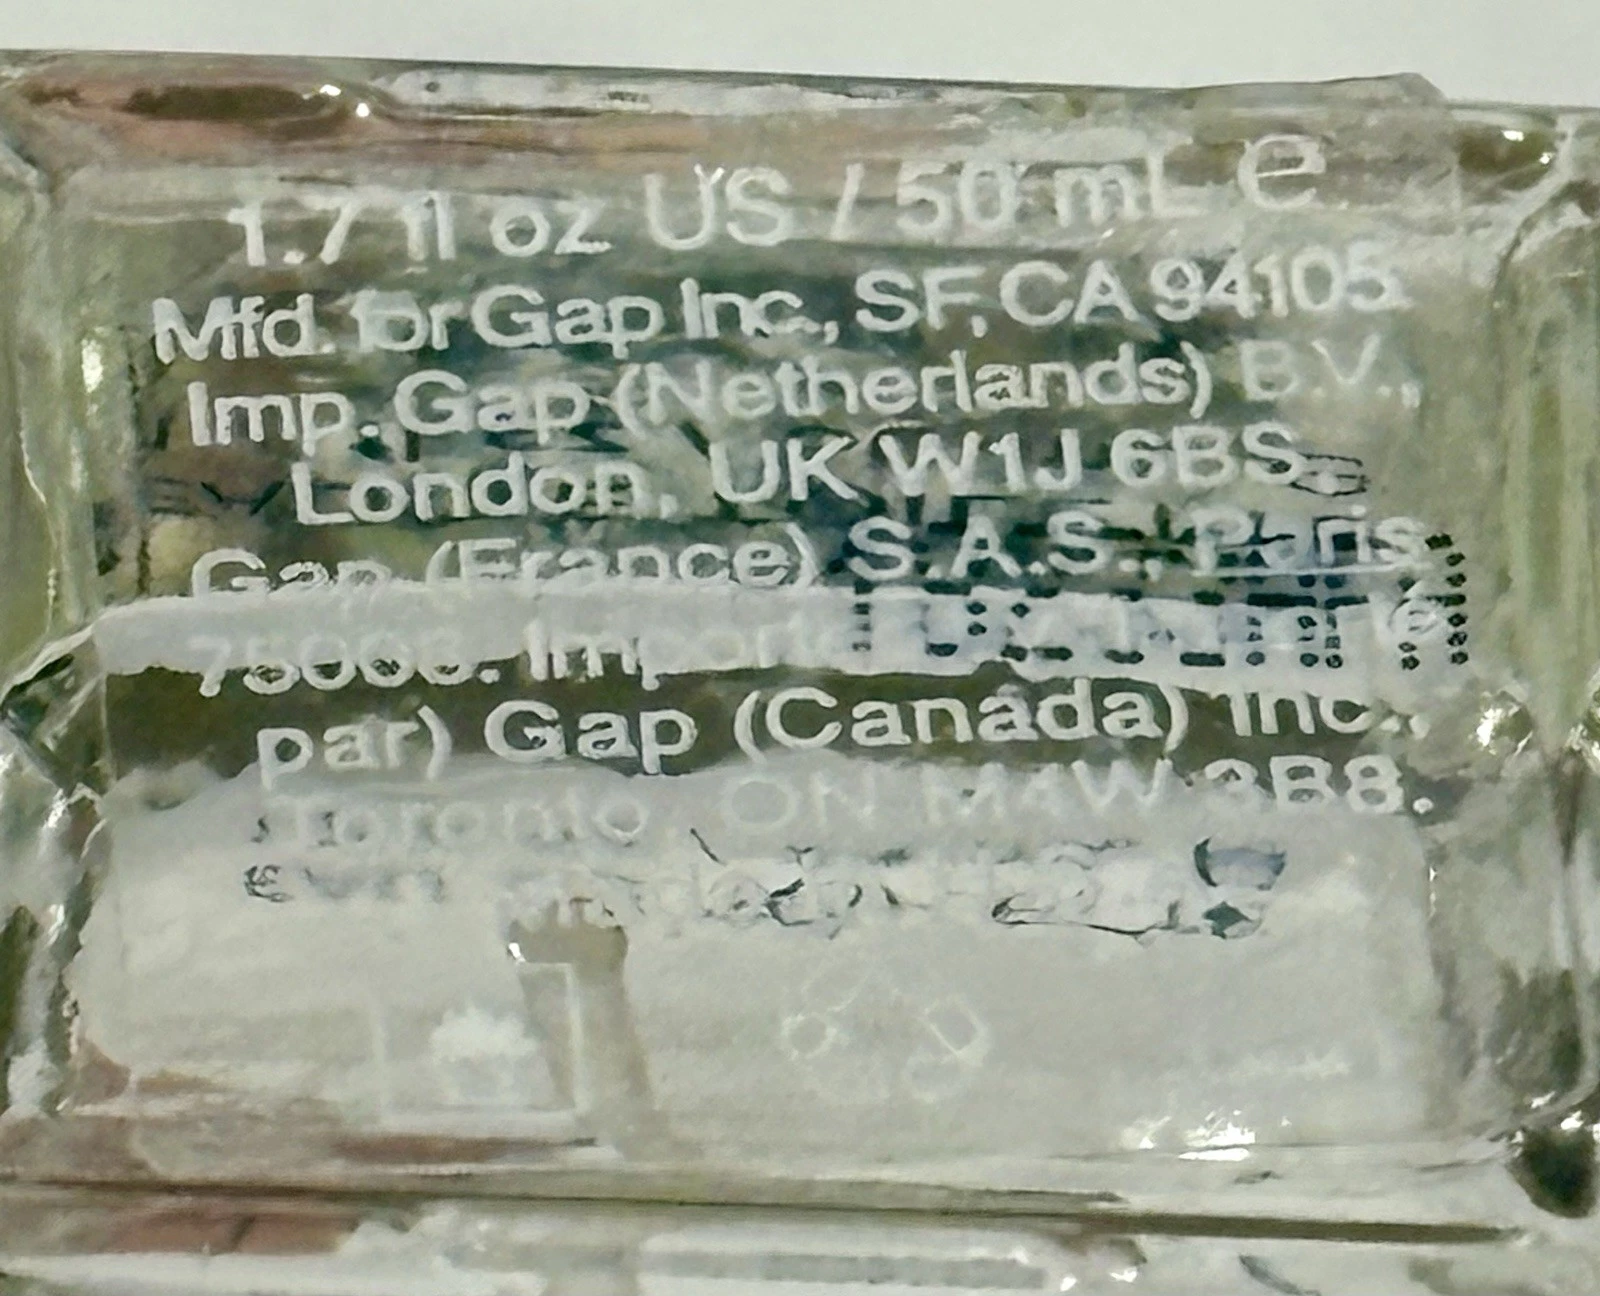 1.7 fl oz US / 50 mL e
Mfd. for Gap Inc., SF, CA 94105.
Imp. Gap (Netherlands) B.V.,
London, UK W1J 6BS.
Gap (France) S.A.S., Paris
par) Gap (Canada) Inc.,
Toronto, ON M4W 3B8.